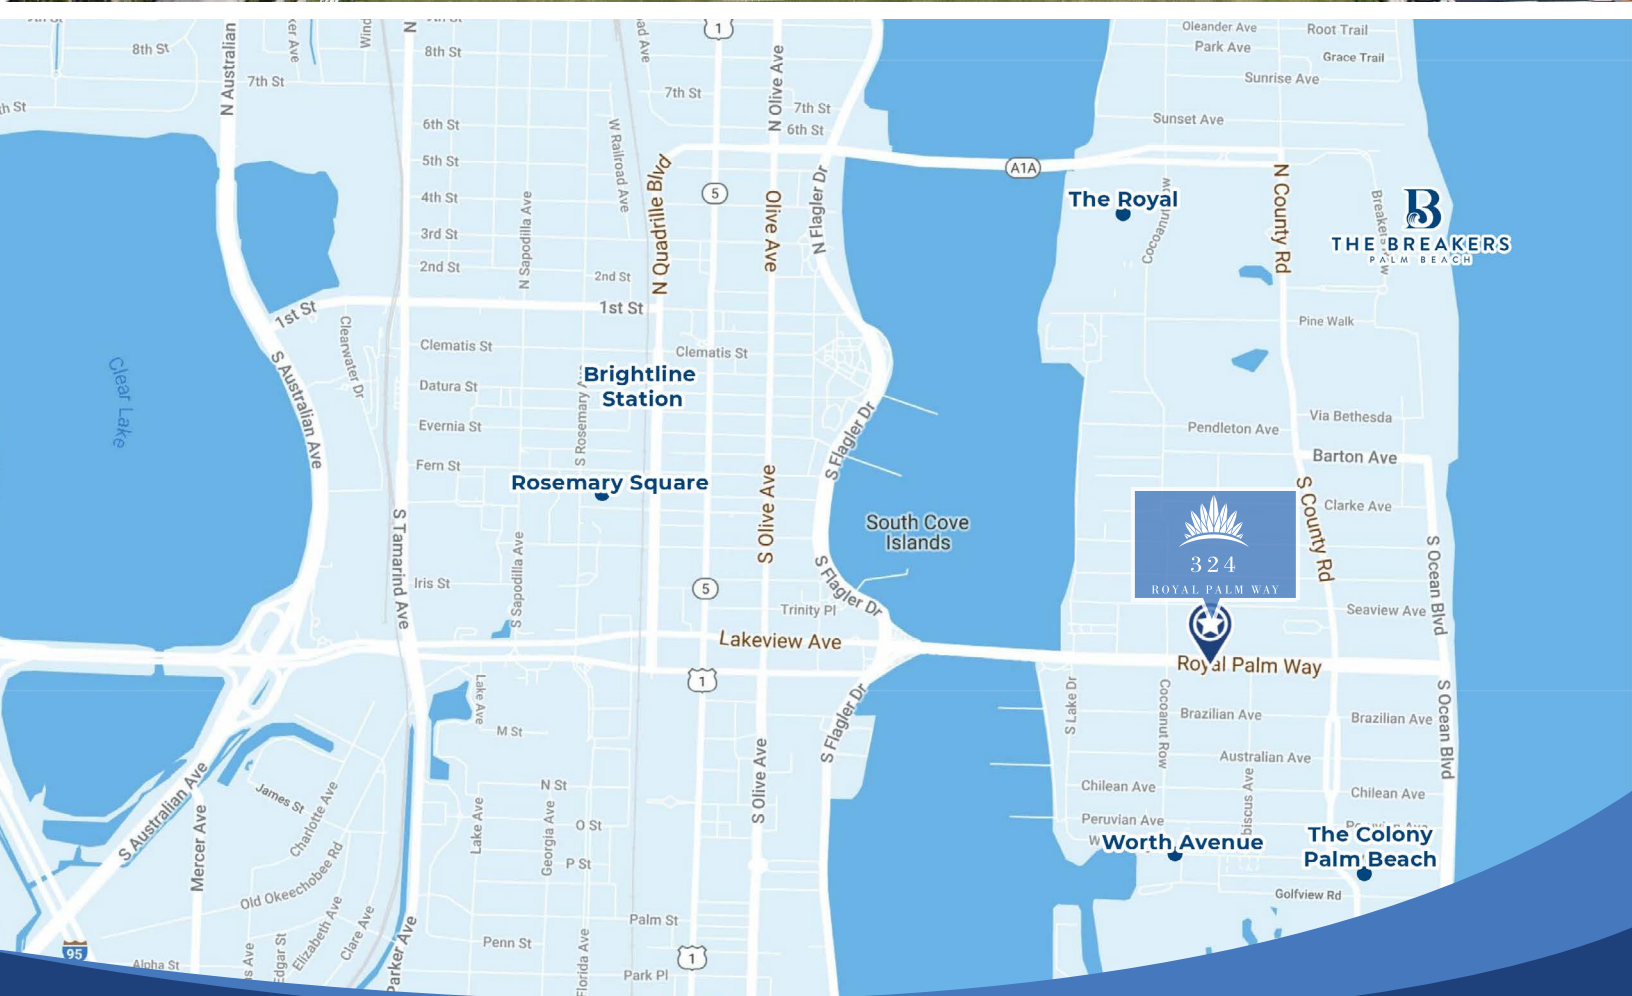 1
Oleander Ave
Root Trail
Park Ave
Grace Trail
8th St
8th St
Sunrise Ave
7th St
7th St
7th St
N Australian
N Olive Ave
6th St
6th St
Sunset Ave
5th St
A1A
W Railroad Ave
N Quadrille Blvd
N Flagler Dr
4th St
5
Olive Ave
The Royal
N County Rd
N Sapodilla Ave
3rd St
THE BREAKERS
PALM BEACH
2nd St
2nd St
1st St
1st St
Pine Walk
Clearwater Dr
Clematis St
Clematis St
Clear Lake
S Australian Ave
Brightline
Station
Datura St
Via Bethesda
S Flagler Dr
Evernia St
Pendleton Ave
S Rosemary
Barton Ave
Fern St
Rosemary Square
S Olive Ave
S County Rd
Clarke Ave
South Cove
Islands
324
ROYAL PALM WAY
S Tamarind Ave
S Sapodilla Ave
S Ocean Blvd
Iris St
5
S Flagler Dr
Trinity Pl
Seaview Ave
Lakeview Ave
Royal Palm Way
1
Lake Ave
S Lake Dr
Cocoanut Row
S Flagler Dr
Brazilian Ave
Brazilian Ave
S Ocean Blvd
M St
Australian Ave
S Olive Ave
N St
Chilean Ave
Chilean Ave
James St
Charlotte Ave
S Australian Ave
Mercer Ave
Lake Ave
Georgia Ave
O St
Peruvian Ave
Worth Avenue
The Colony
Palm Beach
P St
Old Okeechobee Rd
Golfview Rd
Palm St
Elizabeth Ave
Clare Ave
Parker Ave
Penn St
Florida Ave
Edgar St
95
1
Alpha St
Park Pl